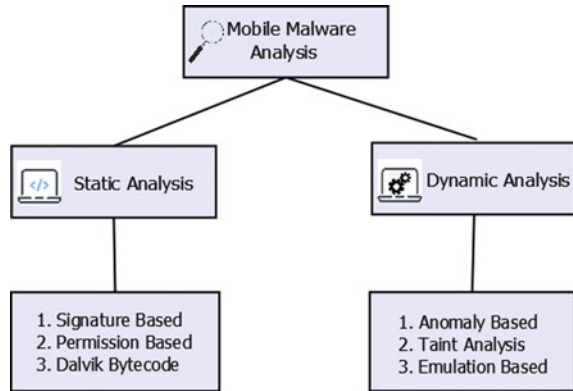 Mobile Malware
Analysis
</>
Static Analysis
Dynamic Analysis
1. Signature Based
2. Permission Based
3. Dalvik Bytecode
1. Anomaly Based
2. Taint Analysis
3. Emulation Based